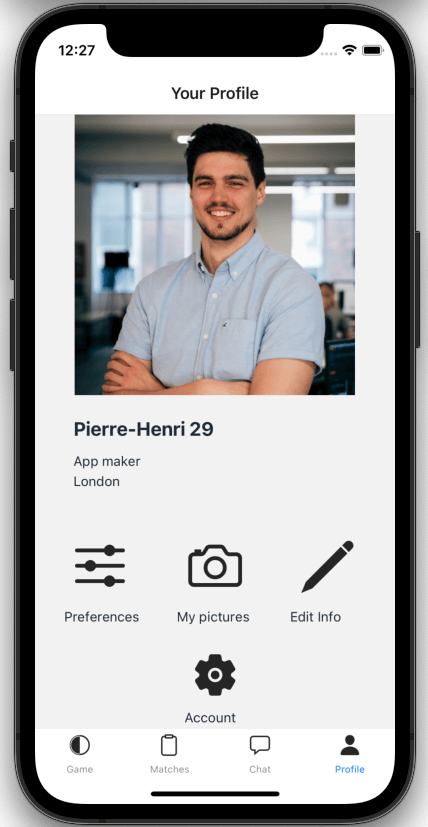 12:27
Your Profile
Pierre-Henri 29
App maker
London
Preferences
My pictures
Edit Info
Account
Game
Matches
Chat
Profile